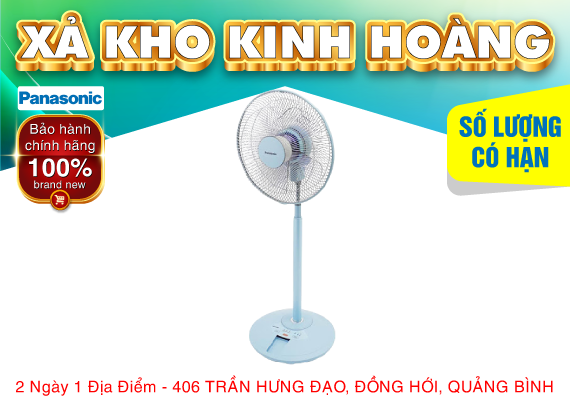 XẢ KHO KINH HOÀNG
Panasonic
Bảo hành
chính hãng
100%
brand new
SỐ LƯỢNG
CÓ HẠN
2 Ngày 1 Địa Điểm - 406 TRẦN HƯNG ĐẠO, ĐỒNG HỚI, QUẢNG BÌNH